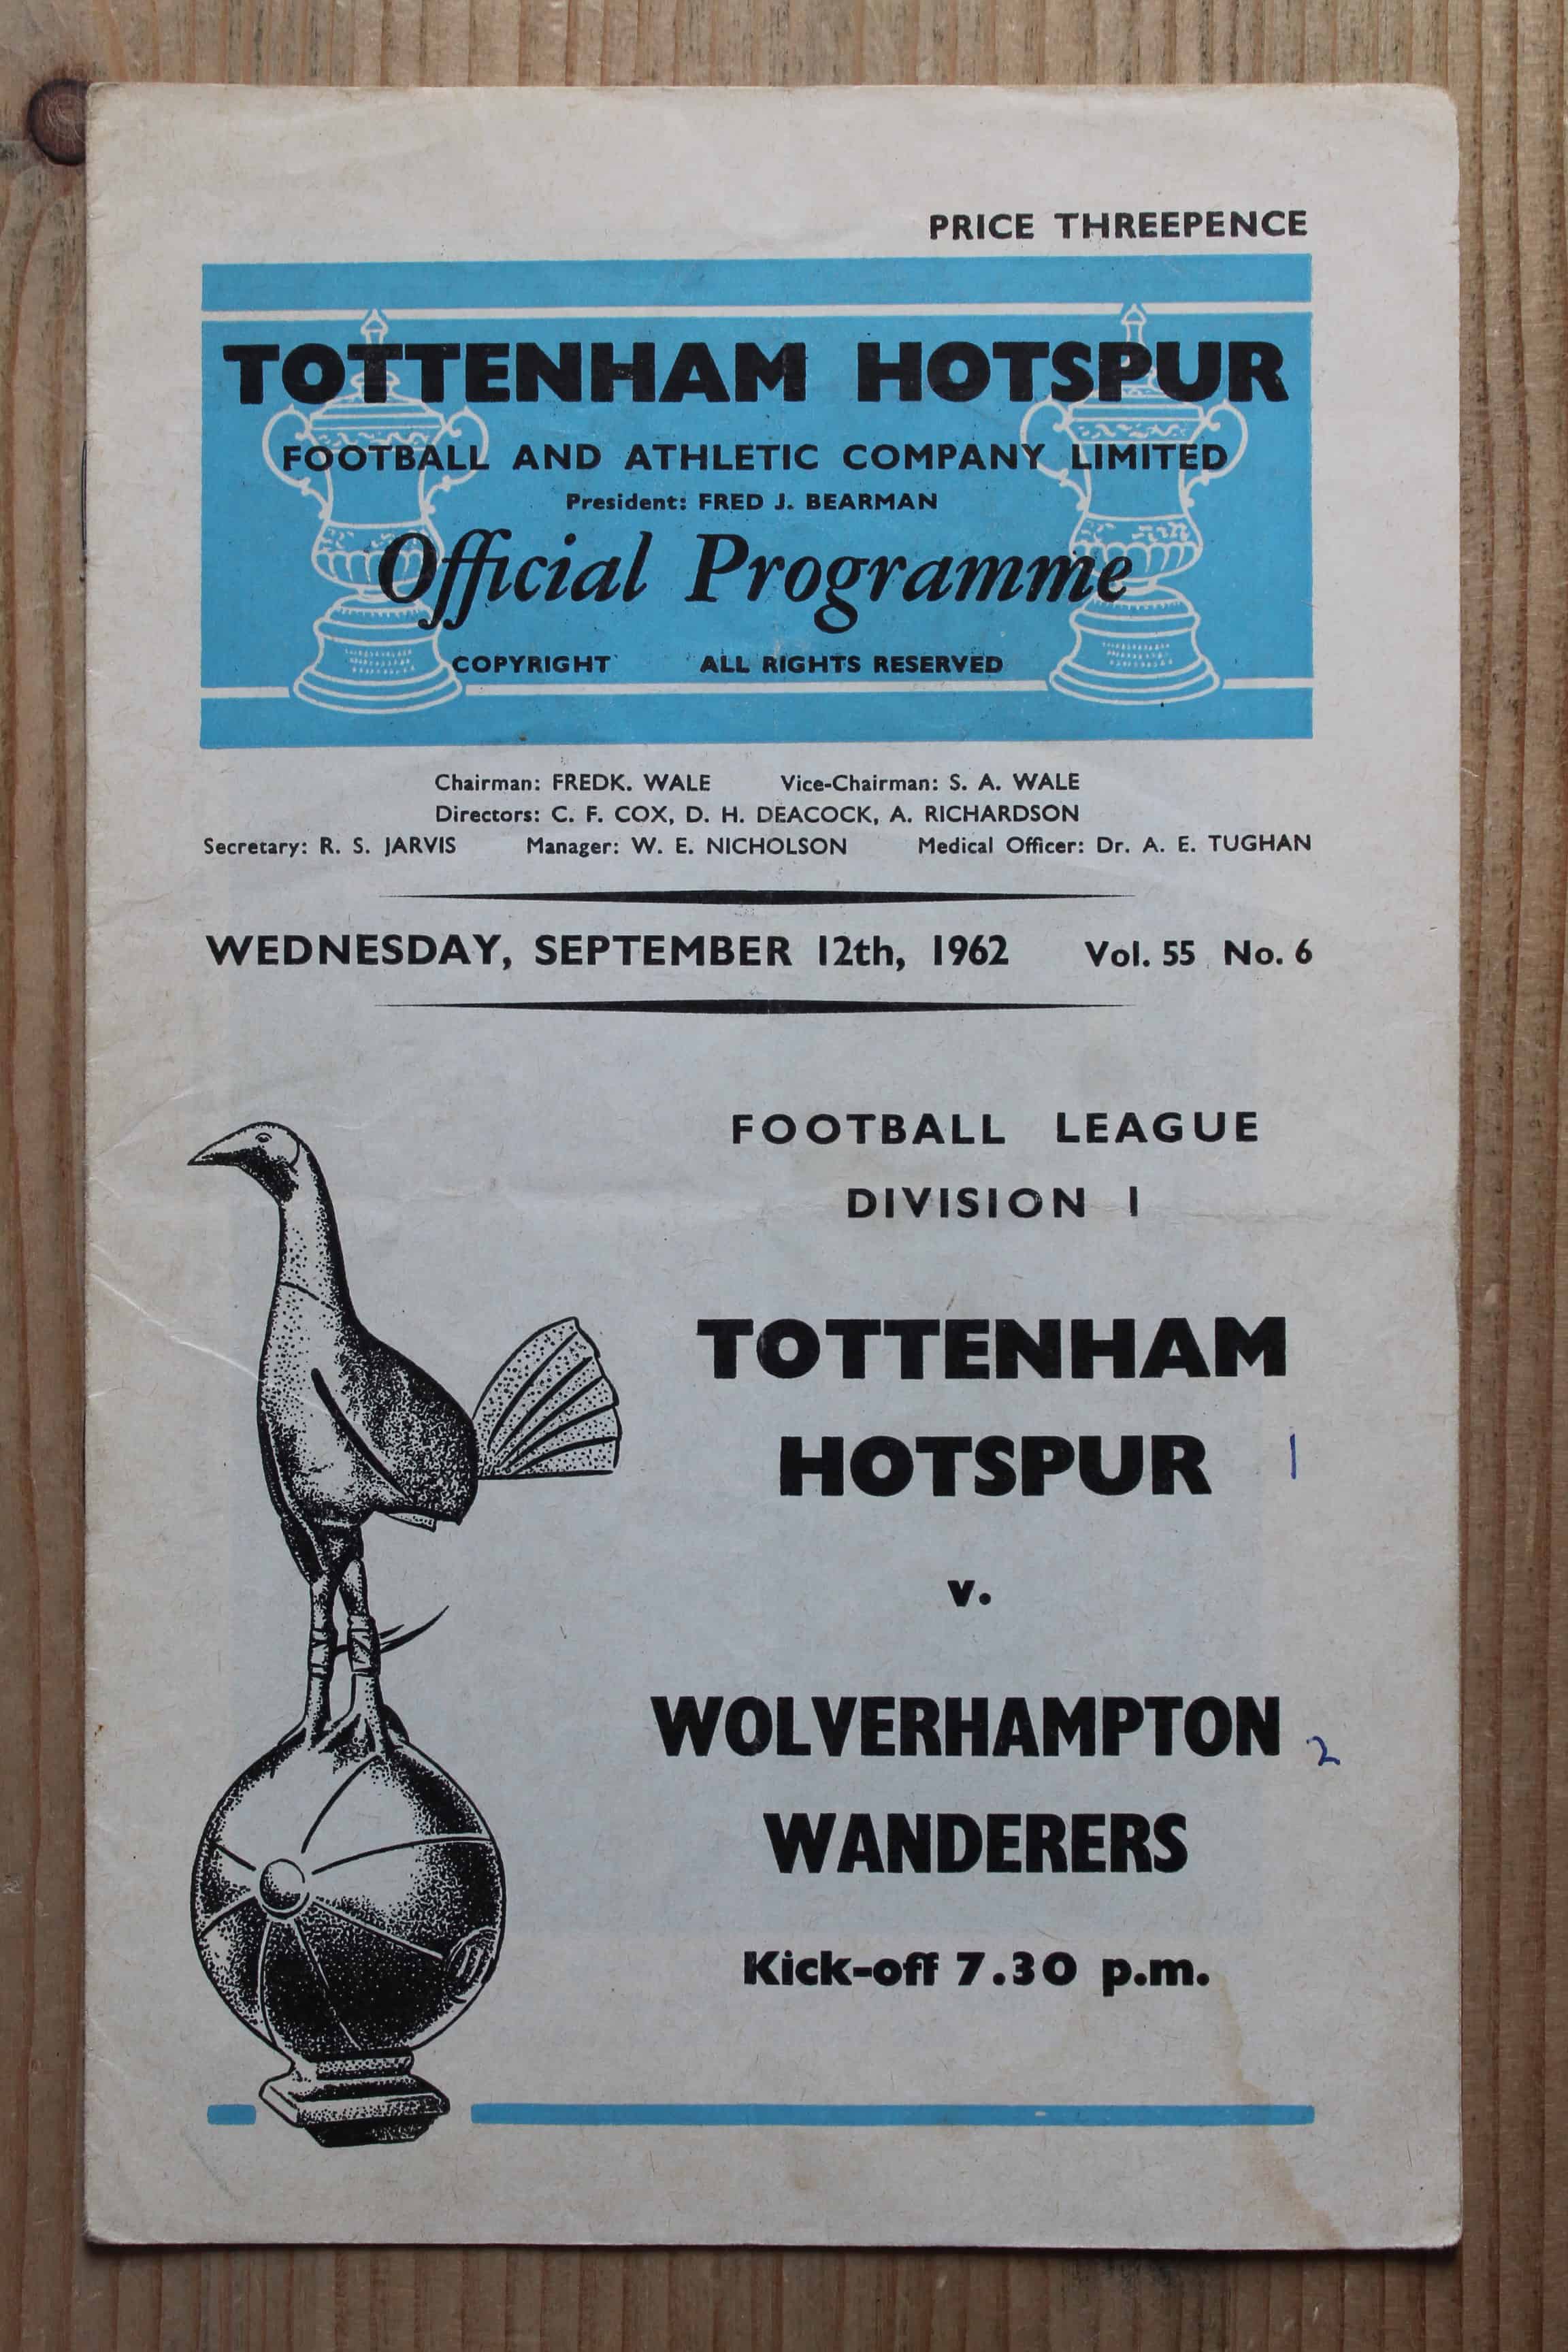 PRICE THREEPENCE
TOTTENHAM HOTSPUR
FOOTBALL AND ATHLETIC COMPANY LIMITED
President: FRED J. BEARMAN
Official Programme
COPYRIGHT ALL RIGHTS RESERVED
Chairman: FREDK. WALE Vice-Chairman: S. A. WALE
Directors: C. F. COX, D. H. DEACOCK, A. RICHARDSON
Secretary: R. S. JARVIS Manager: W. E. NICHOLSON Medical Officer: Dr. A. E. TUGHAN
WEDNESDAY, SEPTEMBER 12th, 1962 Vol. 55 No. 6
FOOTBALL LEAGUE
DIVISION I
TOTTENHAM
HOTSPUR 1
v.
WOLVERHAMPTON 2
WANDERERS
Kick-off 7.30 p.m.